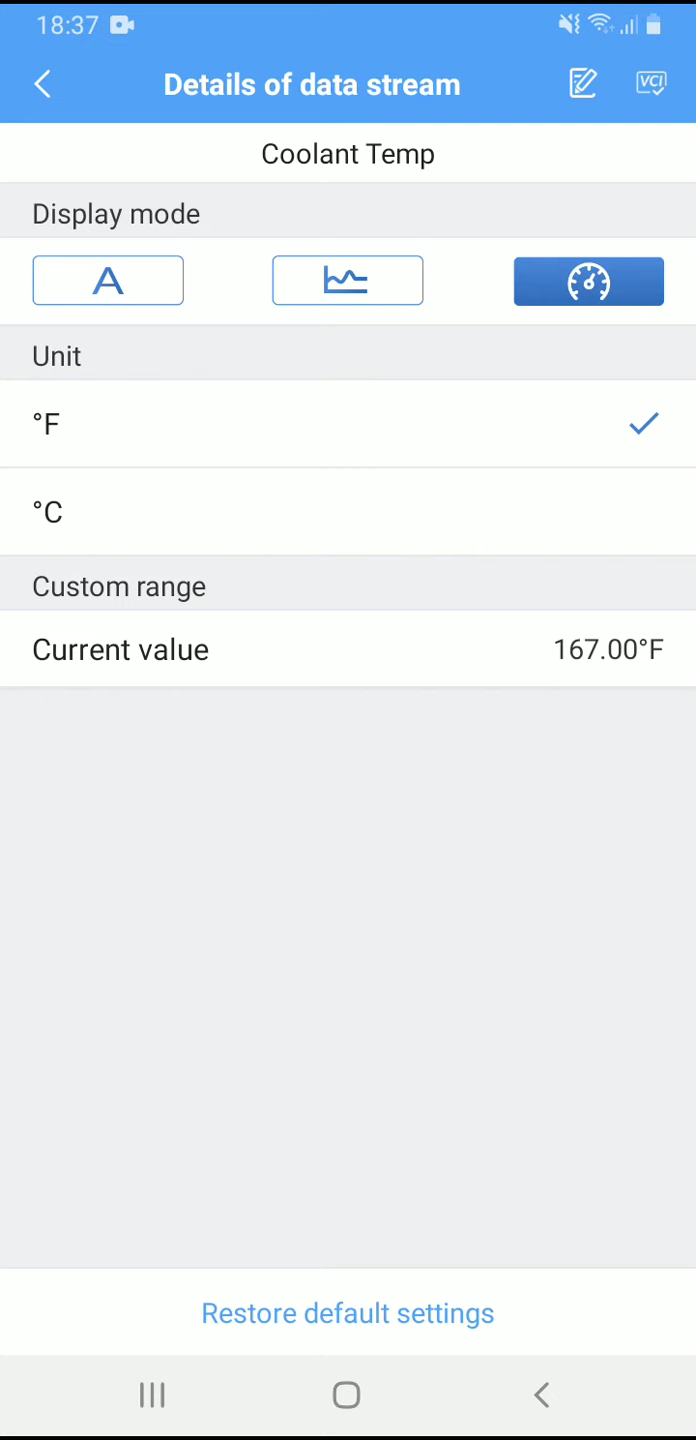 18:37
Details of data stream
VCI
Coolant Temp
Display mode
A
Unit
°F
°C
Custom range
Current value 167.00°F
Restore default settings